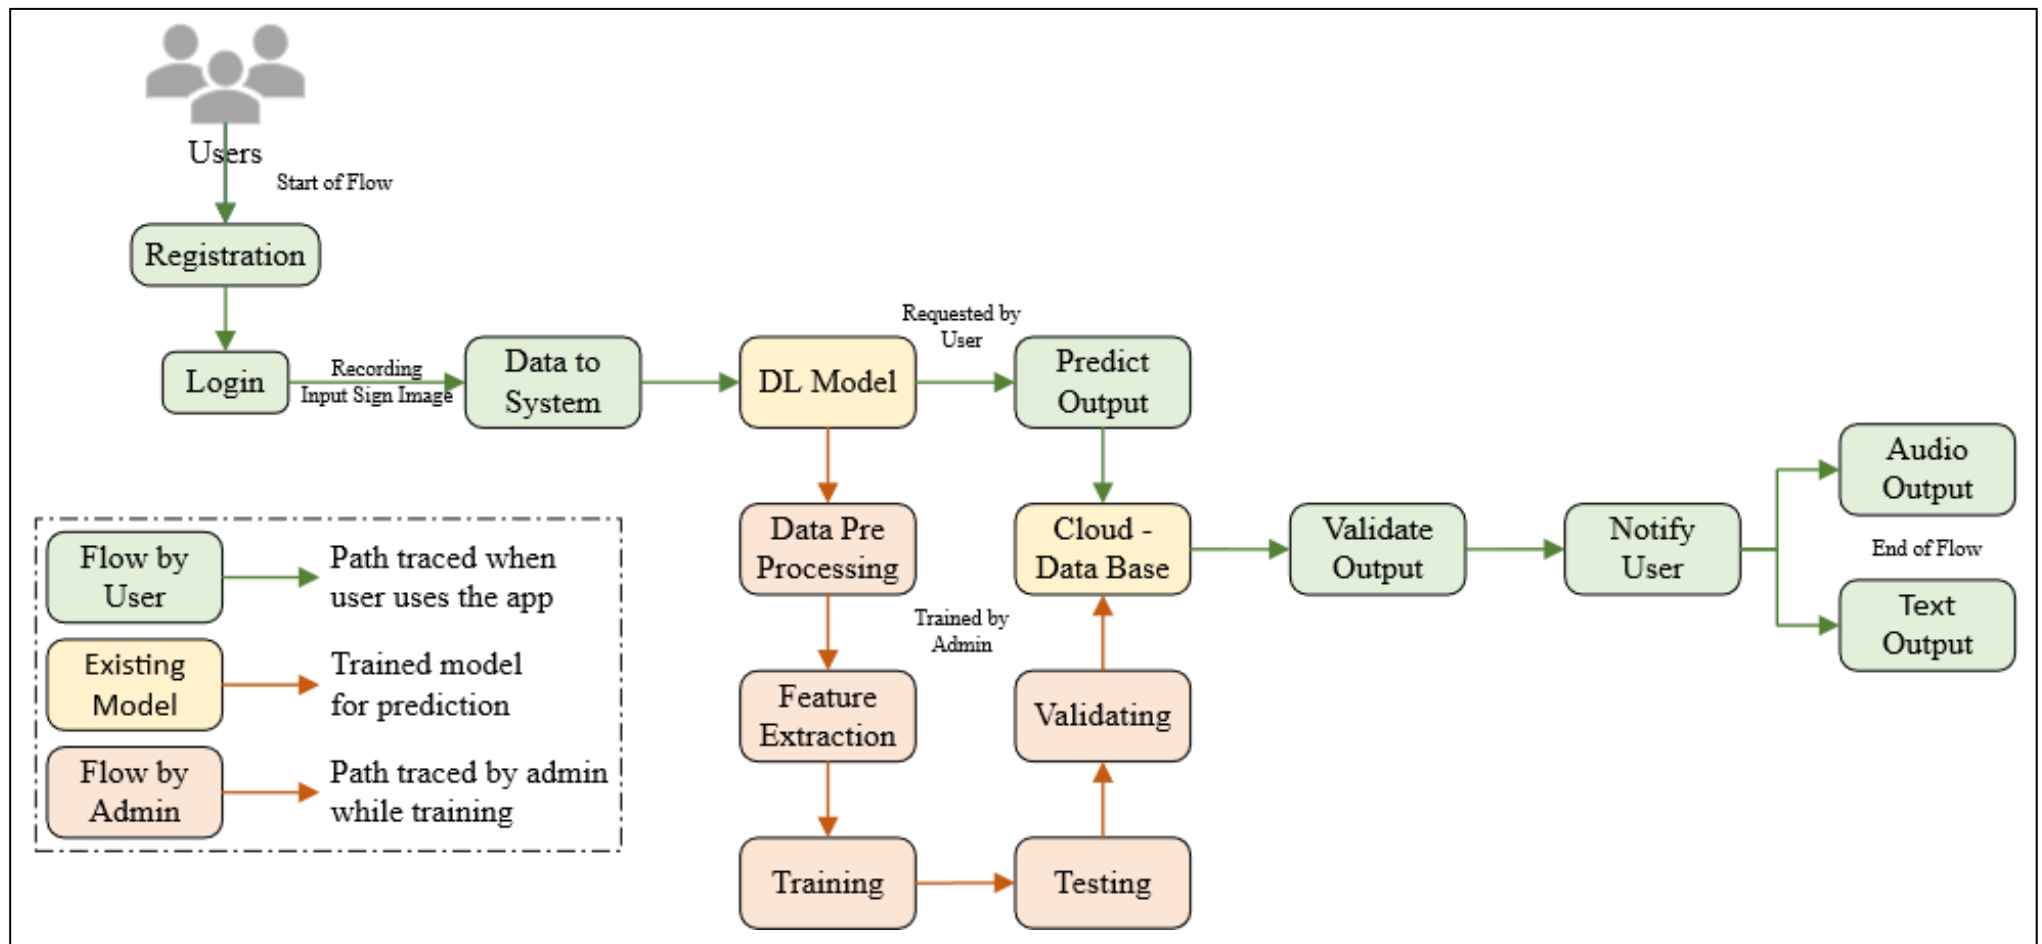 Users
Start of Flow
Registration
Login
Recording
Input Sign Image
Data to
System
DL Model
Requested by
User
Predict
Output
Data Pre
Processing
Cloud -
Data Base
Validate
Output
Notify
User
Audio
Output
End of Flow
Text
Output
Trained by
Admin
Feature
Extraction
Validating
Training
Testing
Flow by
User
Path traced when
user uses the app
Existing
Model
Trained model
for prediction
Flow by
Admin
Path traced by admin
while training